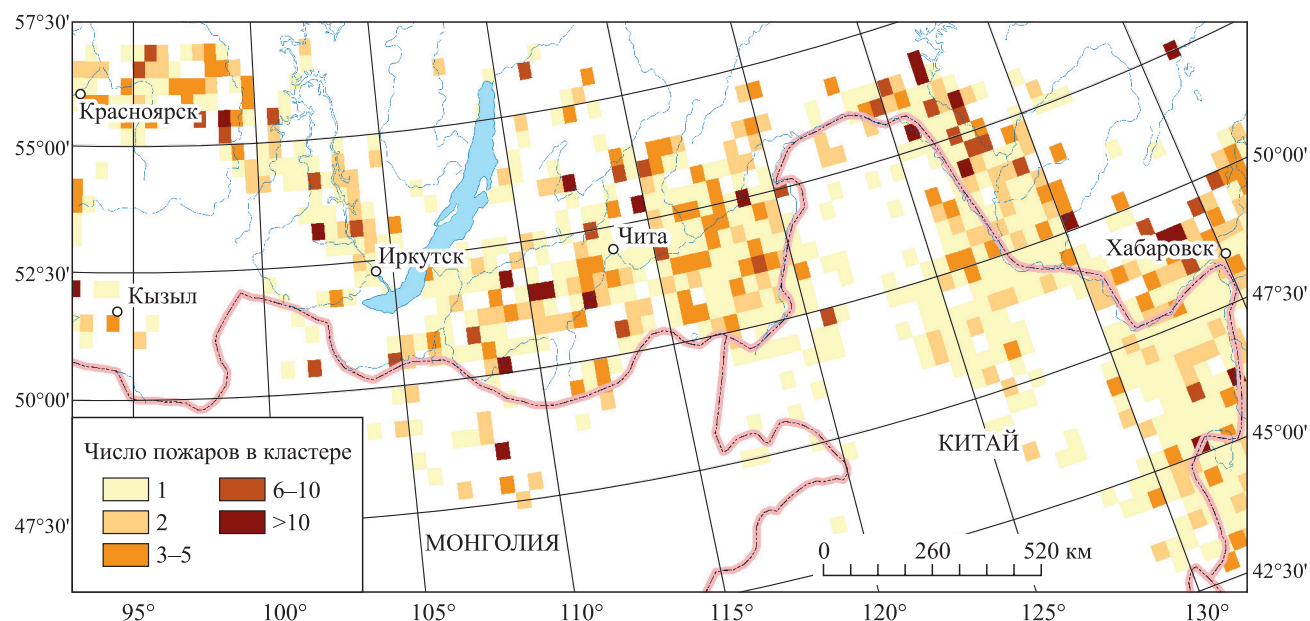 57°30'
55°00'
52°30'
50°00'
47°30'
Красноярск
Кызыл
Иркутск
Чита
Хабаровск
МОНГОЛИЯ
КИТАЙ
50°00'
47°30'
45°00'
42°30'
Число пожаров в кластере
1
2
3–5
6–10
>10
0 260 520 км
95° 100° 105° 110° 115° 120° 125° 130°